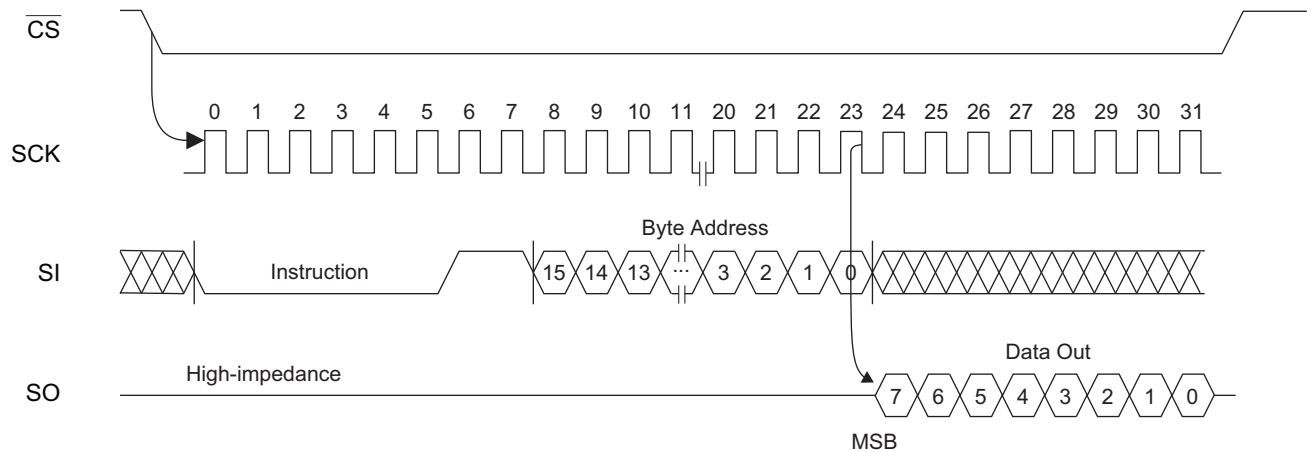 CS
0 1 2 3 4 5 6 7 8 9 10 11 20 21 22 23 24 25 26 27 28 29 30 31
SCK
Byte Address
SI Instruction 15 14 13 ... 3 2 1 0
High-impedance Data Out
SO 7 6 5 4 3 2 1 0
MSB